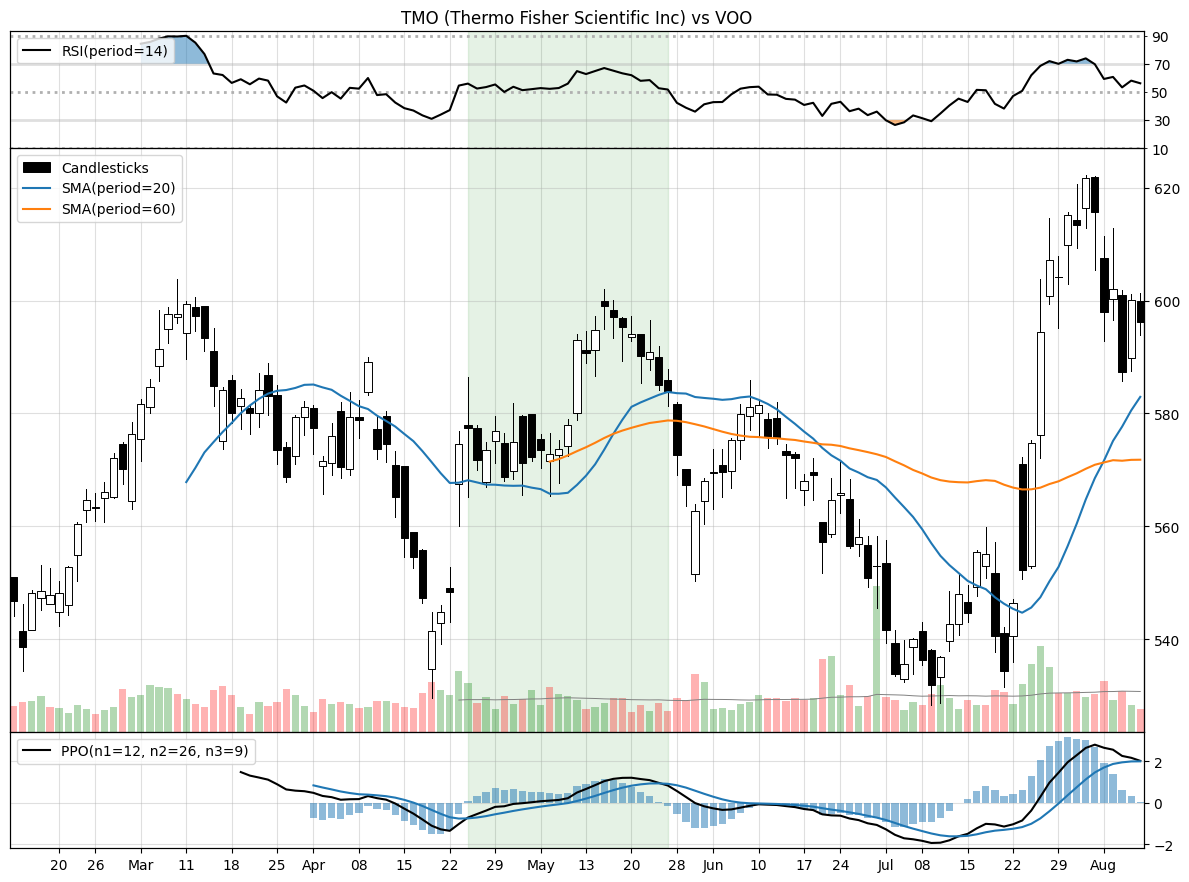 TMO (Thermo Fisher Scientific Inc) vs VOO
RSI(period=14)
90
70
50
30
10
Candlesticks
SMA(period=20)
SMA(period=60)
620
600
580
560
540
PPO(n1=12, n2=26, n3=9)
2
0
−2
20 26 Mar 11 18 25 Apr 08 15 22 29 May 13 20 28 Jun 10 17 24 Jul 08 15 22 29 Aug